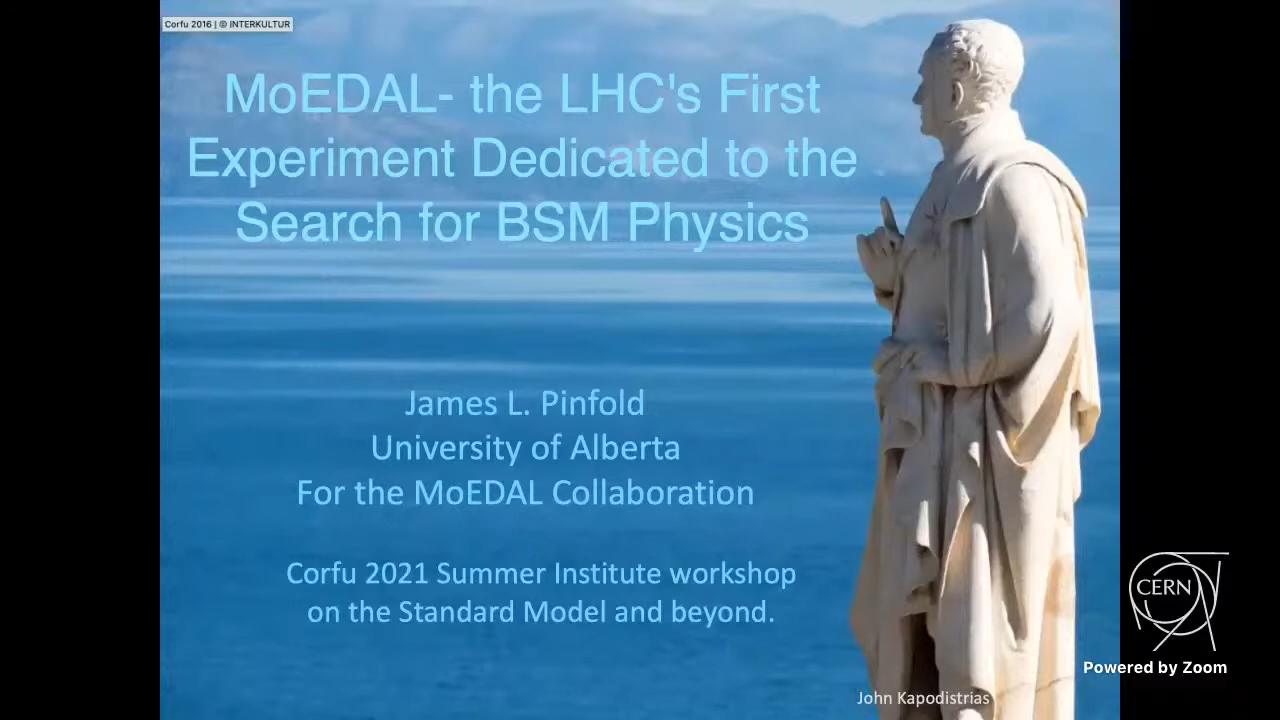 Corfu 2016 | © INTERKULTUR
MoEDAL- the LHC's First
Experiment Dedicated to the
Search for BSM Physics
James L. Pinfold
University of Alberta
For the MoEDAL Collaboration
Corfu 2021 Summer Institute workshop
on the Standard Model and beyond.
CERN
Powered by Zoom
John Kapodistrias